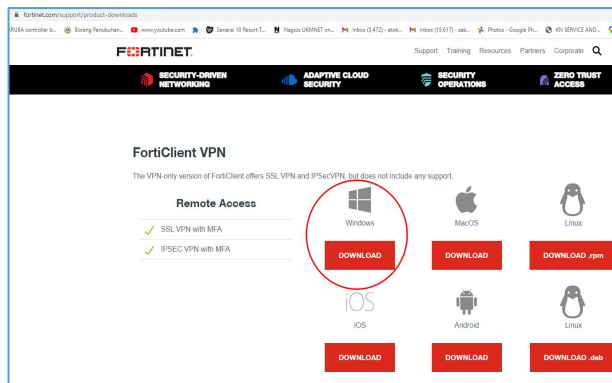 fortinet.com/support/product-downloads
ARUBA controller b... Borang Penubuhan... www.youtube.com Senarai 10 Resort T... Nagios UKMNET on... Inbox (3,472) - atok... Inbox (15,617) - zak... Photos - Google Ph... KN SERVICE AND...
FORTINET
Support Training Resources Partners Corporate
SECURITY-DRIVEN NETWORKING
ADAPTIVE CLOUD SECURITY
SECURITY OPERATIONS
ZERO TRUST ACCESS
FortiClient VPN
The VPN-only version of FortiClient offers SSL VPN and IPSecVPN, but does not include any support
Remote Access
SSL VPN with MFA
IPSEC VPN with MFA
Windows MacOS Linux
DOWNLOAD DOWNLOAD DOWNLOAD .rpm
iOS
iOS Android Linux
DOWNLOAD DOWNLOAD DOWNLOAD .deb